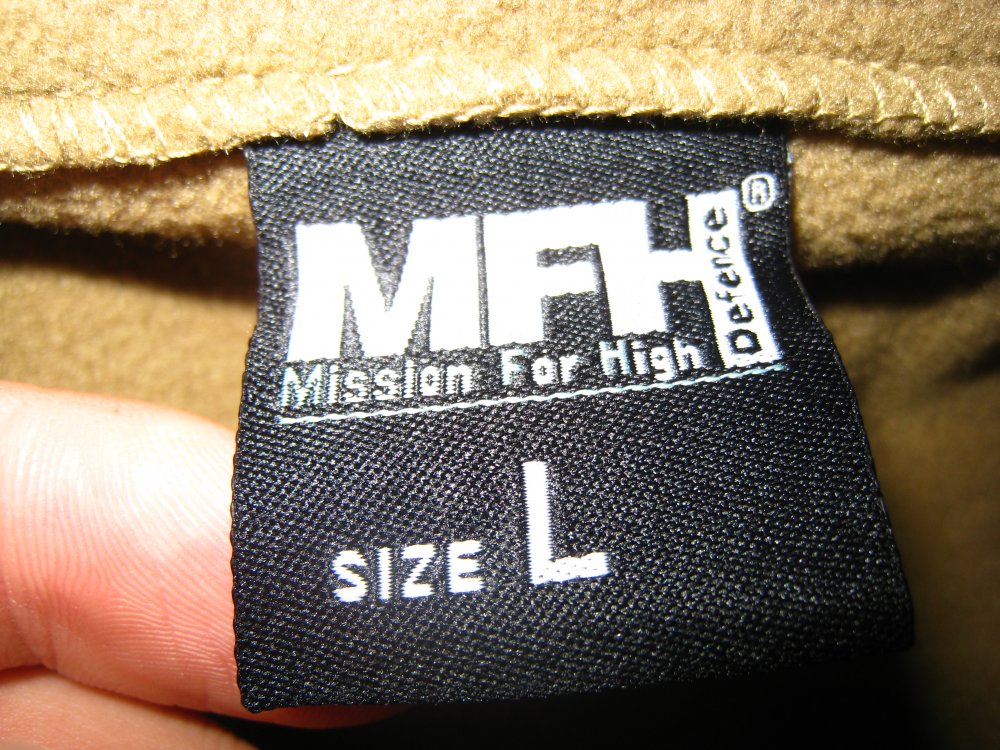 MFH Defence®
Mission For High
SIZE L